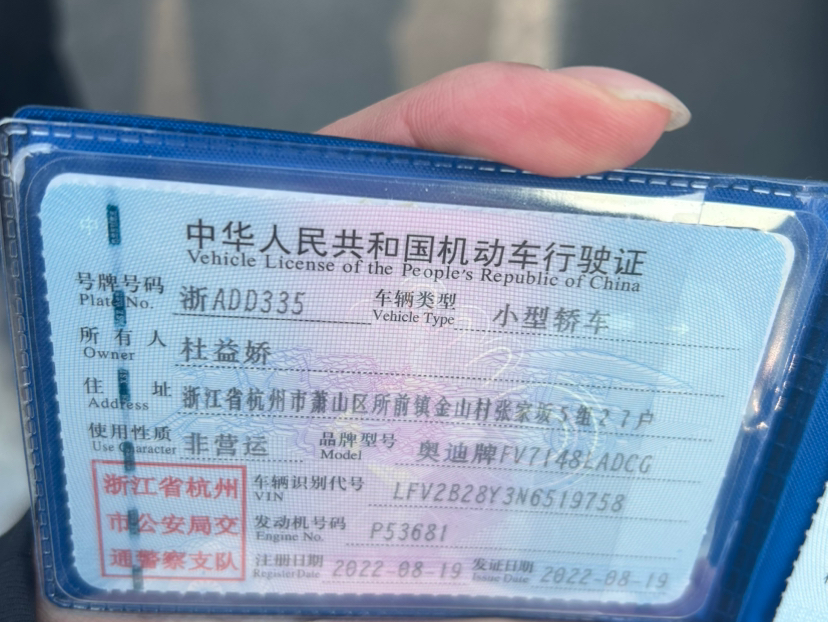 中华人民共和国机动车行驶证
Vehicle License of the People's Republic of China
号牌号码 浙ADD335 车辆类型 小型轿车
Plate No. Vehicle Type
所有人 杜益娇
Owner
住址 浙江省杭州市萧山区所前镇金山村张家坂5组27户
Address
使用性质 非营运 品牌型号 奥迪牌FV7148LADCG
Use Character Model
浙江省杭州
市公安局交
通警察支队
车辆识别代号 LFV2B28Y3N6519758
VIN
发动机号码 P53681
Engine No.
注册日期 2022-08-19 发证日期 2022-08-19
Register Date Issue Date